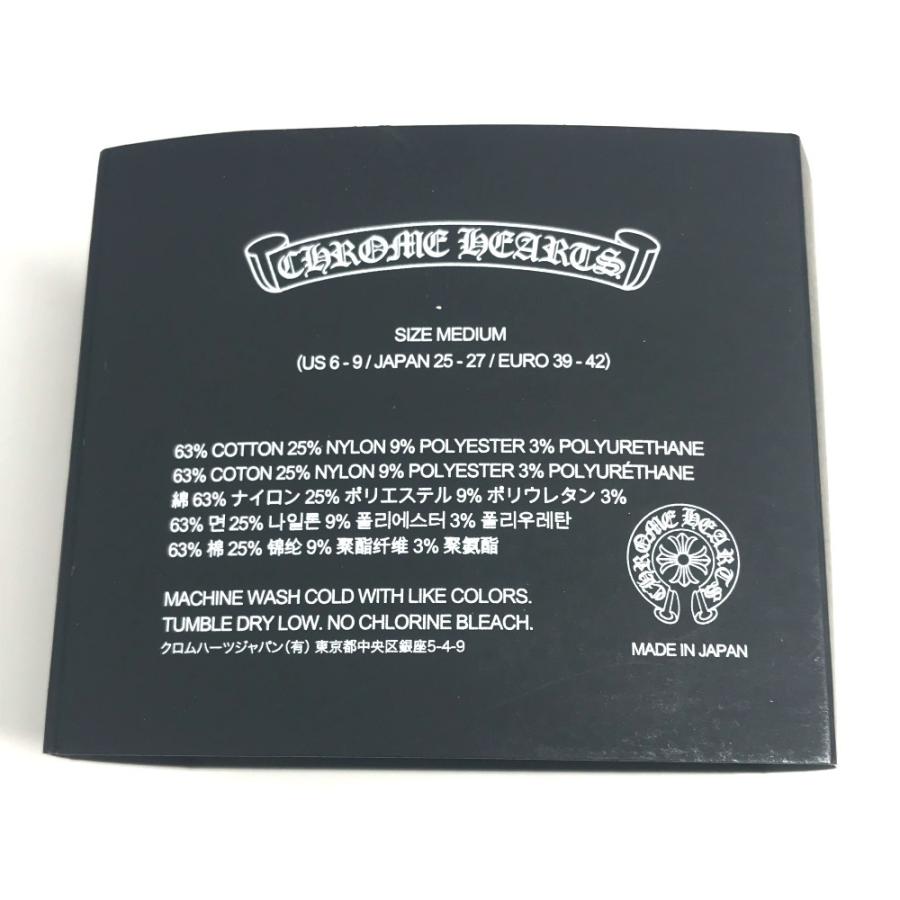 CHROME HEARTS
SIZE MEDIUM
(US 6 - 9 / JAPAN 25 - 27 / EURO 39 - 42)
63% COTTON 25% NYLON 9% POLYESTER 3% POLYURETHANE
63% COTON 25% NYLON 9% POLYESTER 3% POLYURÉTHANE
綿 63% ナイロン 25% ポリエステル 9% ポリウレタン 3%
63% 면 25% 나일론 9% 폴리에스터 3% 폴리우레탄
63% 棉 25% 锦纶 9% 聚酯纤维 3% 聚氨酯
CHROME HEARTS
MACHINE WASH COLD WITH LIKE COLORS.
TUMBLE DRY LOW. NO CHLORINE BLEACH.
クロムハーツジャパン(有) 東京都中央区銀座5-4-9
MADE IN JAPAN